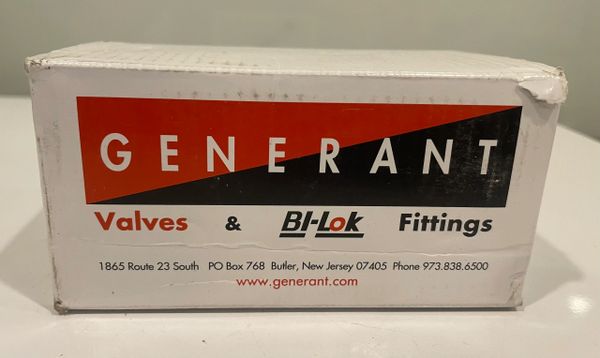 GENERANT
Valves & BI-Lok Fittings
1865 Route 23 South PO Box 768 Butler, New Jersey 07405 Phone 973.838.6500
www.generant.com